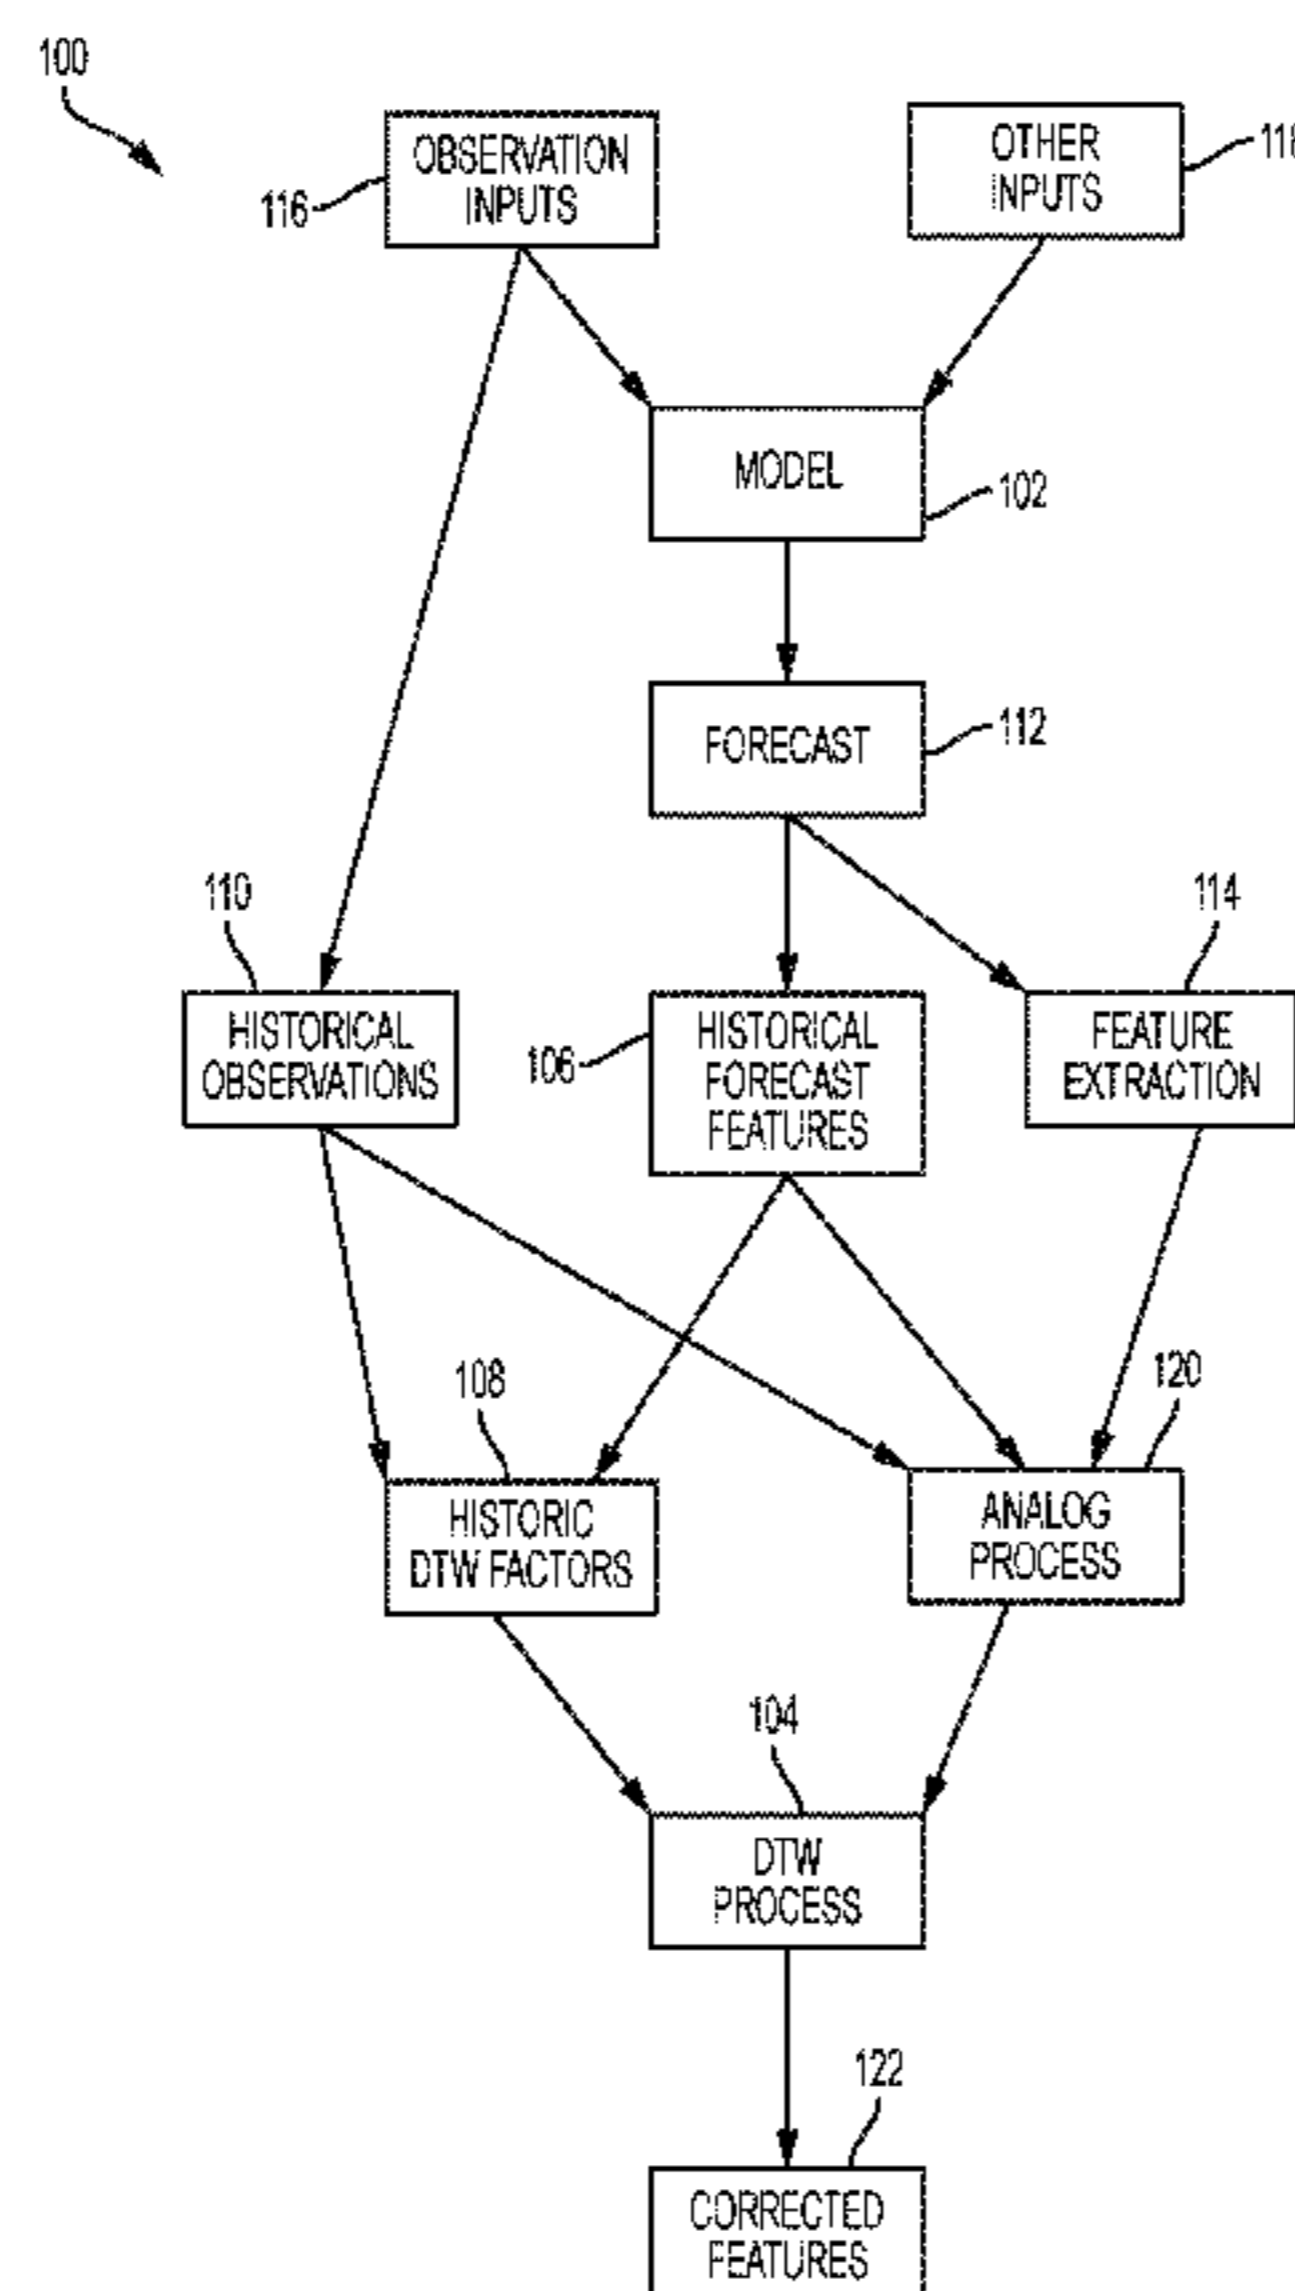 100
OBSERVATION
INPUTS
116
OTHER
INPUTS
118
MODEL
102
FORECAST
112
110
HISTORICAL
OBSERVATIONS
106
HISTORICAL
FORECAST
FEATURES
114
FEATURE
EXTRACTION
108
HISTORIC
DTW FACTORS
120
ANALOG
PROCESS
104
DTW
PROCESS
122
CORRECTED
FEATURES